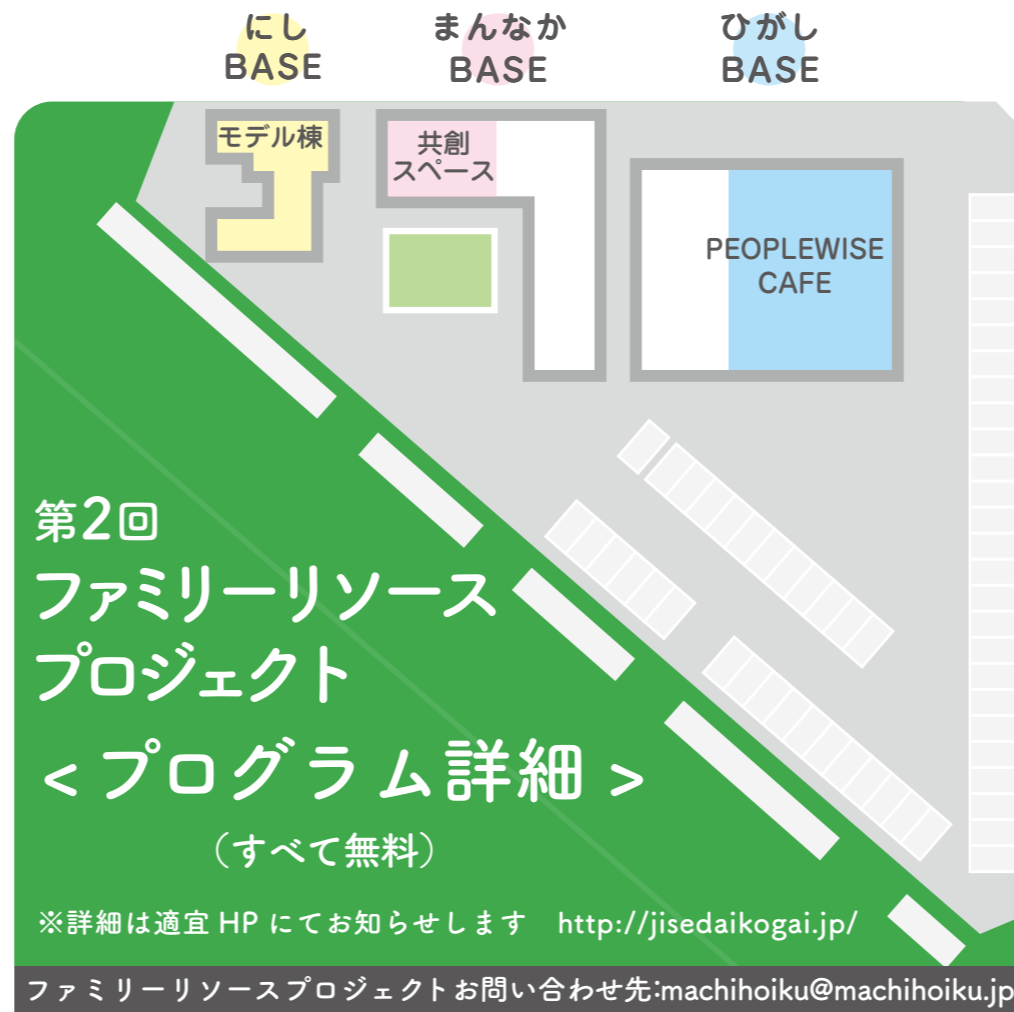 にし
BASE
まんなか
BASE
ひがし
BASE
モデル棟
共創
スペース
PEOPLEWISE
CAFE
第2回
ファミリーリソース
プロジェクト
<プログラム詳細>
（すべて無料）
※詳細は適宜 HP にてお知らせします　http://jisedaikogai.jp/
ファミリーリソースプロジェクトお問い合わせ先:machihoiku@machihoiku.jp